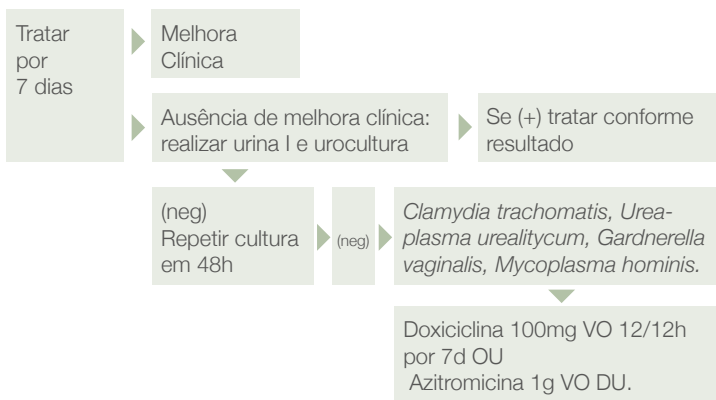 Tratar
por
7 dias
Melhora
Clínica
Ausência de melhora clínica:
realizar urina I e urocultura
Se (+) tratar conforme
resultado
(neg)
Repetir cultura
em 48h
(neg)
Clamydia trachomatis, Urea-
plasma urealitycum, Gardnerella
vaginalis, Mycoplasma hominis.
Doxiciclina 100mg VO 12/12h
por 7d OU
Azitromicina 1g VO DU.